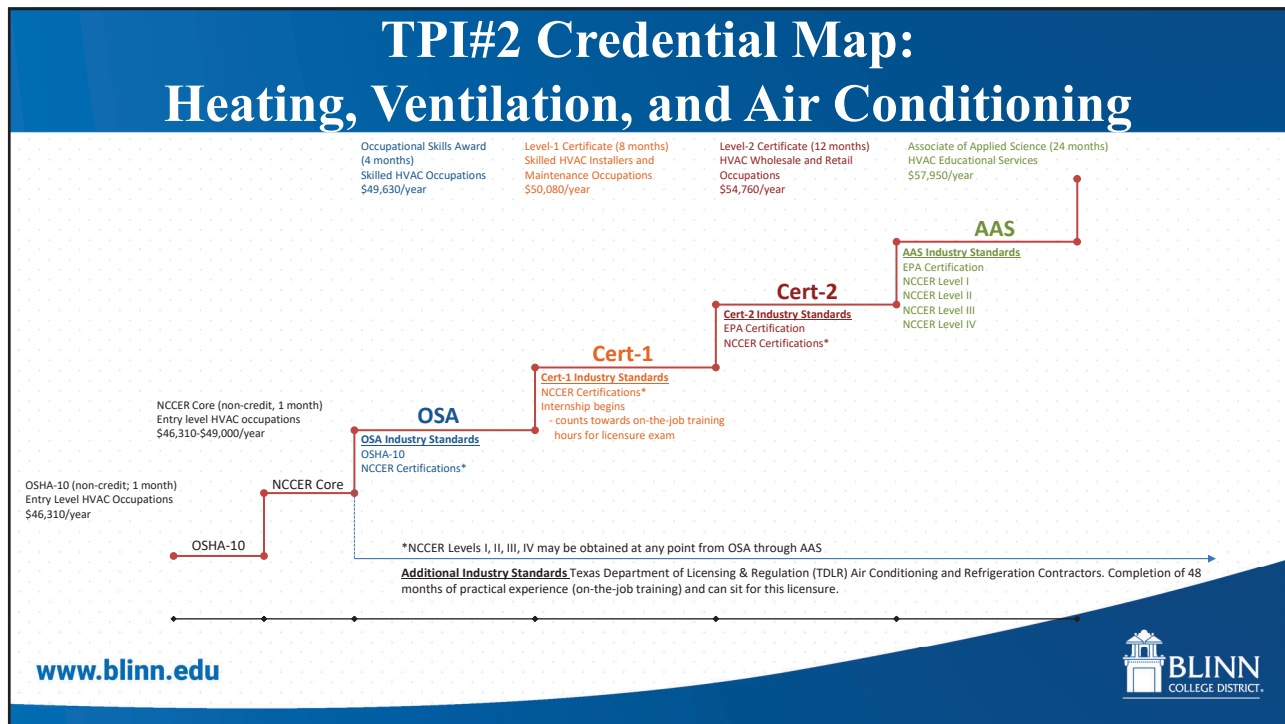 TPI#2 Credential Map:
Heating, Ventilation, and Air Conditioning
Occupational Skills Award
(4 months)
Skilled HVAC Occupations
$49,630/year
Level-1 Certificate (8 months)
Skilled HVAC Installers and
Maintenance Occupations
$50,080/year
Level-2 Certificate (12 months)
HVAC Wholesale and Retail
Occupations
$54,760/year
Associate of Applied Science (24 months)
HVAC Educational Services
$57,950/year
AAS
AAS Industry Standards
EPA Certification
NCCER Level I
NCCER Level II
NCCER Level III
NCCER Level IV
Cert-2
Cert-2 Industry Standards
EPA Certification
NCCER Certifications*
Cert-1
Cert-1 Industry Standards
NCCER Certifications*
Internship begins
- counts towards on-the-job training
hours for licensure exam
NCCER Core (non-credit, 1 month)
Entry level HVAC occupations
$46,310-$49,000/year
OSA
OSA Industry Standards
OSHA-10
NCCER Certifications*
OSHA-10 (non-credit; 1 month)
Entry Level HVAC Occupations
$46,310/year
NCCER Core
OSHA-10
*NCCER Levels I, II, III, IV may be obtained at any point from OSA through AAS
Additional Industry Standards Texas Department of Licensing & Regulation (TDLR) Air Conditioning and Refrigeration Contractors. Completion of 48
months of practical experience (on-the-job training) and can sit for this licensure.
www.blinn.edu
BLINN
COLLEGE DISTRICT®